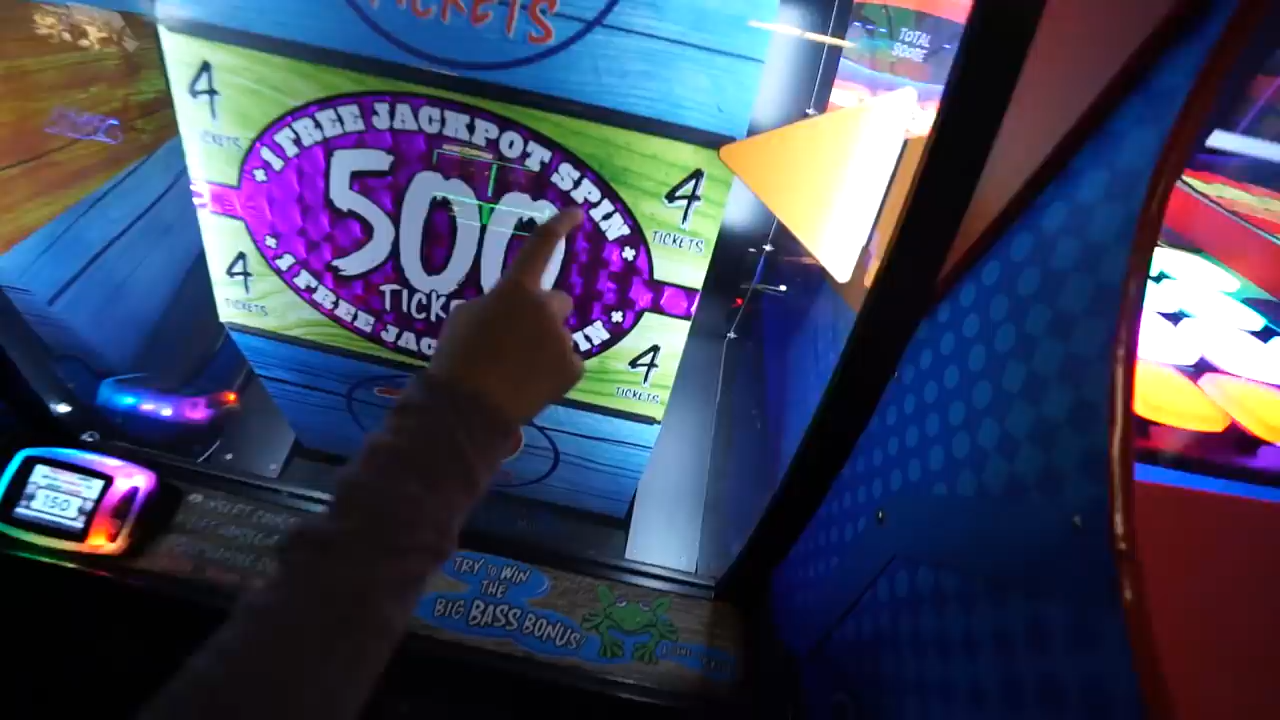 TICKETS
TOTAL
SCORE
1 FREE JACKPOT SPIN
4
TICKETS
4
TICKETS
500
4
TICKETS
4
TICKETS
150
TRY TO WIN
THE
BIG BASS BONUS!